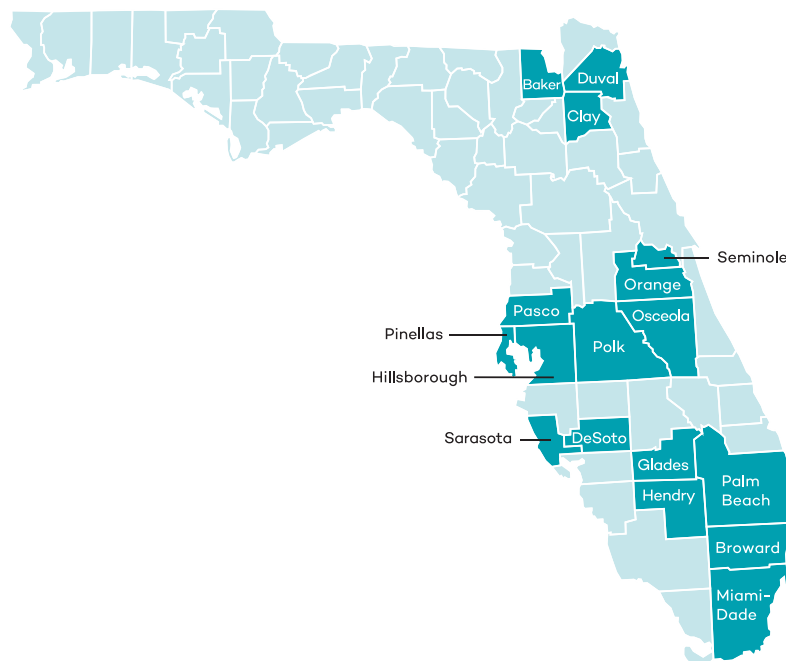 Baker
Duval
Clay
Seminole
Orange
Pasco
Osceola
Pinellas
Polk
Hillsborough
Sarasota
DeSoto
Glades
Palm
Beach
Hendry
Broward
Miami-
Dade